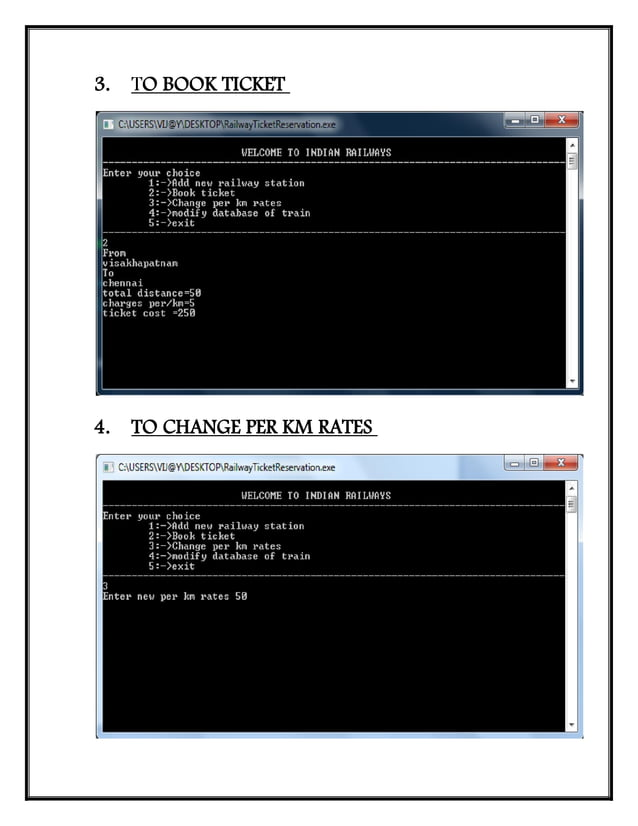 3. TO BOOK TICKET
C:\USERS\VIJ@Y\DESKTOP\RailwayTicketReservation.exe
WELCOME TO INDIAN RAILWAYS
Enter your choice
1:->Add new railway station
2:->Book ticket
3:->Change per km rates
4:->modify database of train
5:->exit
2
From
visakhapatnam
To
chennai
total distance=50
charges per/km=5
ticket cost =250
4. TO CHANGE PER KM RATES
C:\USERS\VIJ@Y\DESKTOP\RailwayTicketReservation.exe
WELCOME TO INDIAN RAILWAYS
Enter your choice
1:->Add new railway station
2:->Book ticket
3:->Change per km rates
4:->modify database of train
5:->exit
3
Enter new per km rates 50